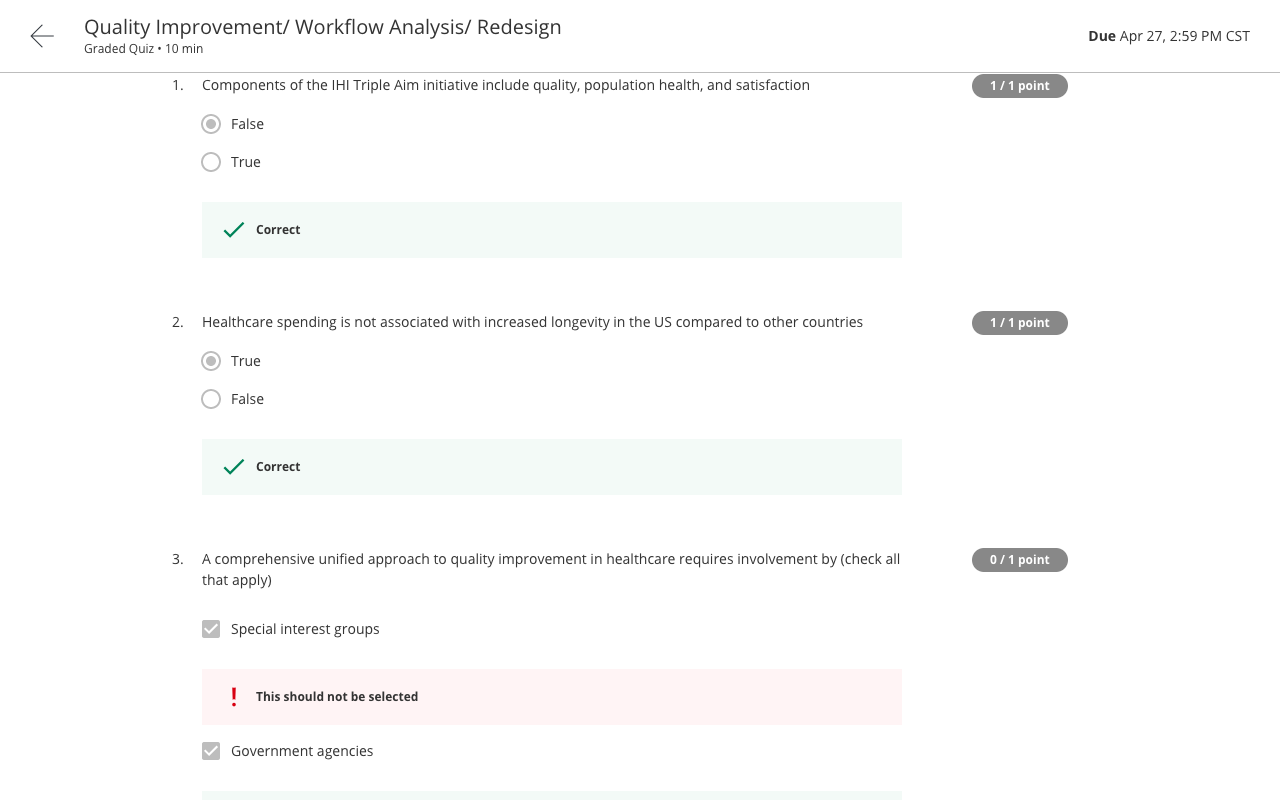 Quality Improvement/ Workflow Analysis/ Redesign
Graded Quiz • 10 min
Due Apr 27, 2:59 PM CST
1. Components of the IHI Triple Aim initiative include quality, population health, and satisfaction
1 / 1 point
False
True
Correct
2. Healthcare spending is not associated with increased longevity in the US compared to other countries
1 / 1 point
True
False
Correct
3. A comprehensive unified approach to quality improvement in healthcare requires involvement by (check all
that apply)
0 / 1 point
Special interest groups
This should not be selected
Government agencies